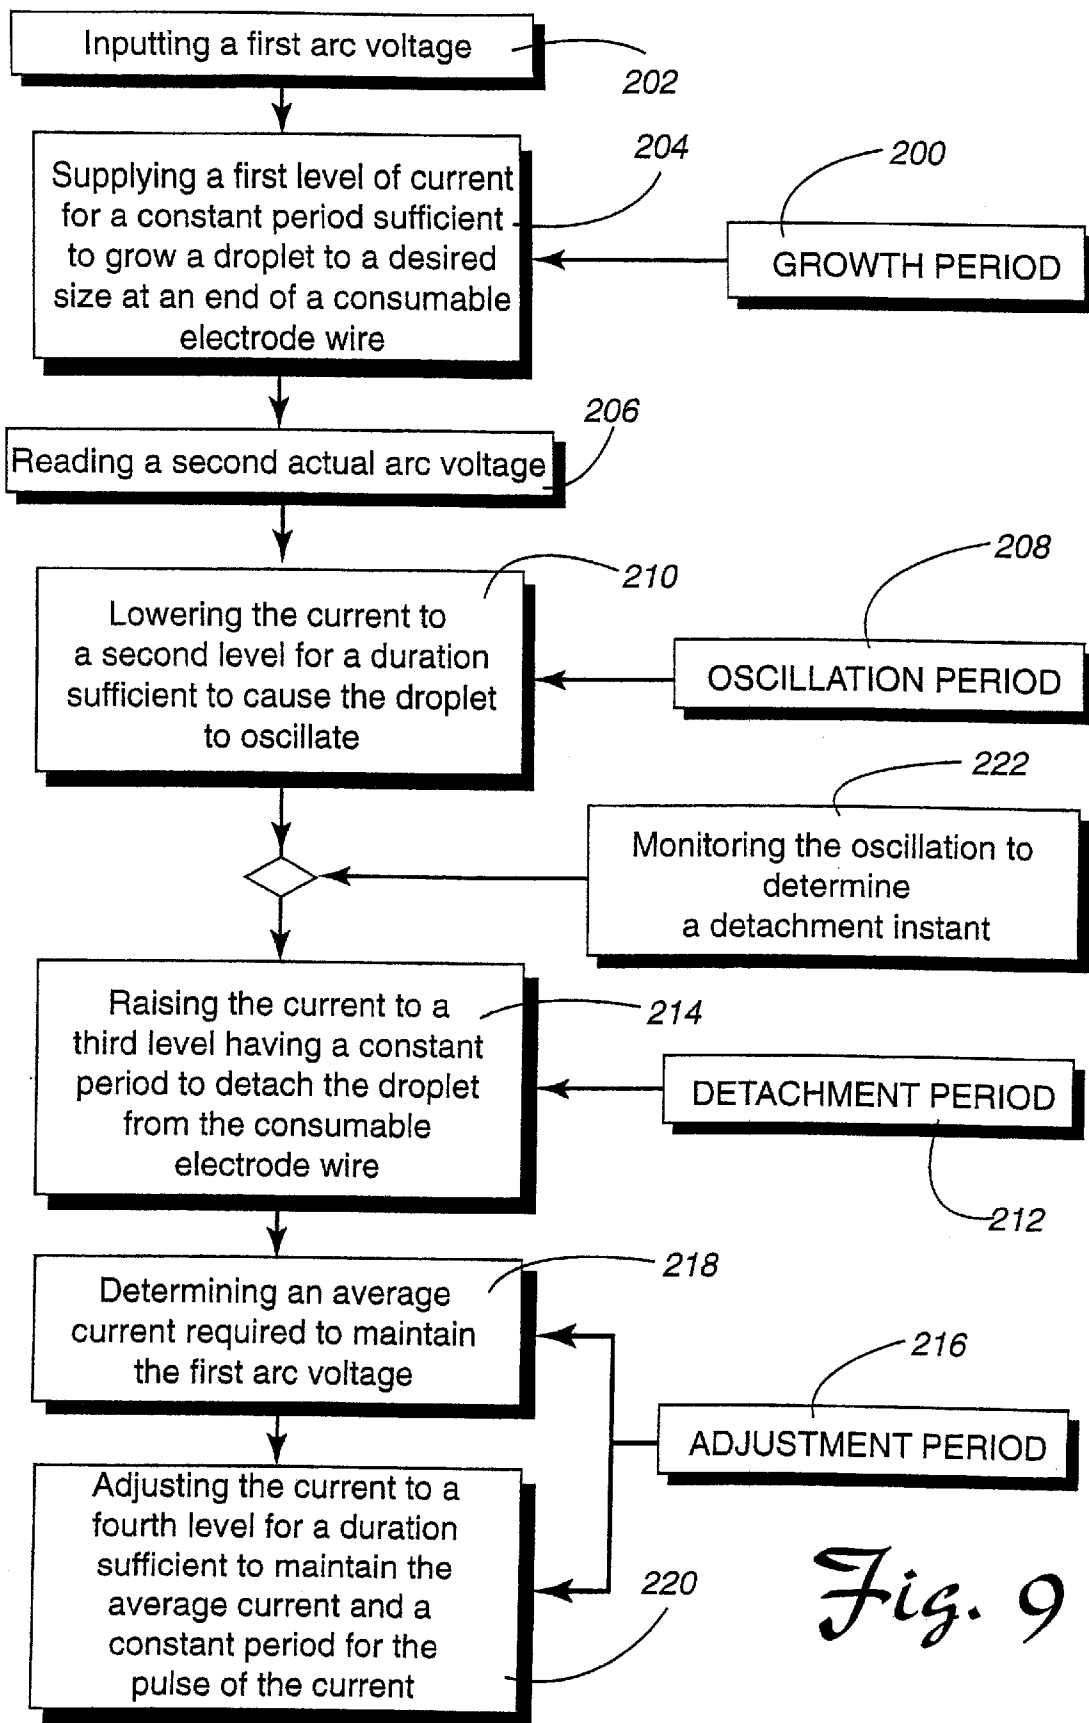 Inputting a first arc voltage
202
Supplying a first level of current
for a constant period sufficient
to grow a droplet to a desired
size at an end of a consumable
electrode wire
204
200
GROWTH PERIOD
206
Reading a second actual arc voltage
208
210
Lowering the current to
a second level for a duration
sufficient to cause the droplet
to oscillate
OSCILLATION PERIOD
222
Monitoring the oscillation to
determine
a detachment instant
Raising the current to a
third level having a constant
period to detach the droplet
from the consumable
electrode wire
214
DETACHMENT PERIOD
212
Determining an average
current required to maintain
the first arc voltage
218
216
ADJUSTMENT PERIOD
Adjusting the current to a
fourth level for a duration
sufficient to maintain the
average current and a
constant period for the
pulse of the current
220
Fig. 9